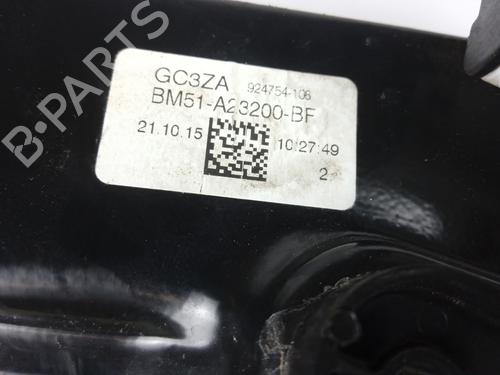 B-PARTS
GC3ZA 924754-106
BM51-A23200-BF
21.10.15 10:27:49
2